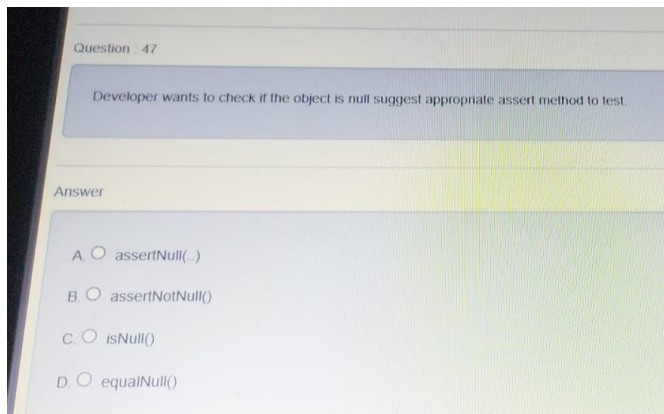 Question : 47
Developer wants to check if the object is null suggest appropriate assert method to test.
Answer
A. assertNull(..)
B. assertNotNull()
C. isNull()
D. equalNull()